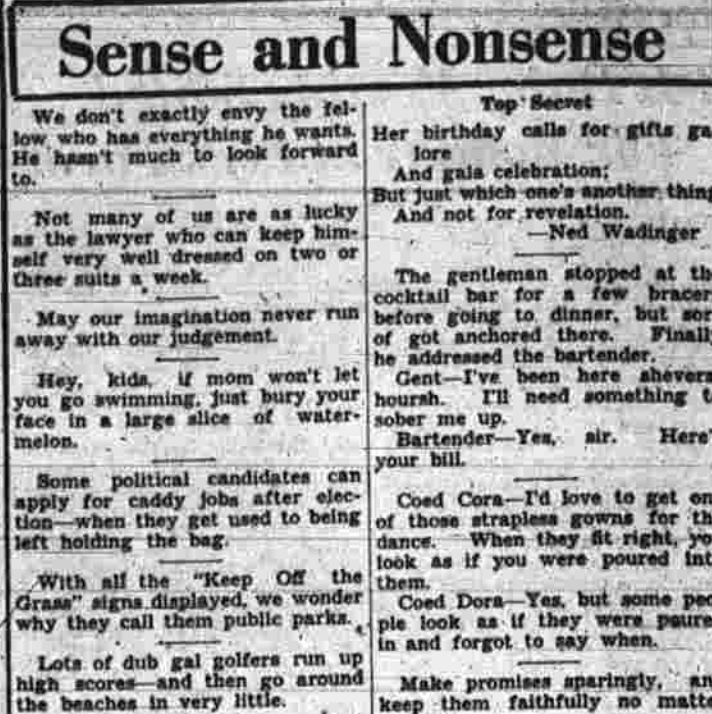 Sense and Nonsense
We don't exactly envy the fel-
low who has everything he wants.
He hasn't much to look forward
to.
Not many of us are as lucky
as the lawyer who can keep him-
self very well dressed on two or
three suits a week.
May our imagination never run
away with our judgement.
Hey, kids, if mom won't let
you go swimming, just bury your
face in a large slice of water-
melon.
Some political candidates can
apply for caddy jobs after elec-
tion—when they get used to being
left holding the bag.
With all the "Keep Off the
Grass" signs displayed, we wonder
why they call them public parks.
Lots of dub gal golfers run up
high scores—and then go around
the beaches in very little.
Top Secret
Her birthday calls for gifts ga
lore
And gala celebration;
But just which one's another thing
And not for revelation.
—Ned Wadinger
The gentleman stopped at th
cocktail bar for a few bracer
before going to dinner, but sor
of got anchored there. Finall
he addressed the bartender.
Gent—I've been here shevera
hoursh. I'll need something t
sober me up.
Bartender—Yes, sir. Here'
your bill.
Coed Cora—I'd love to get on
of those strapless gowns for th
dance. When they fit right, yo
look as if you were poured int
them.
Coed Dora—Yes, but some peo
ple look as if they were poure
in and forgot to say when.
Make promises sparingly, an
keep them faithfully no matte